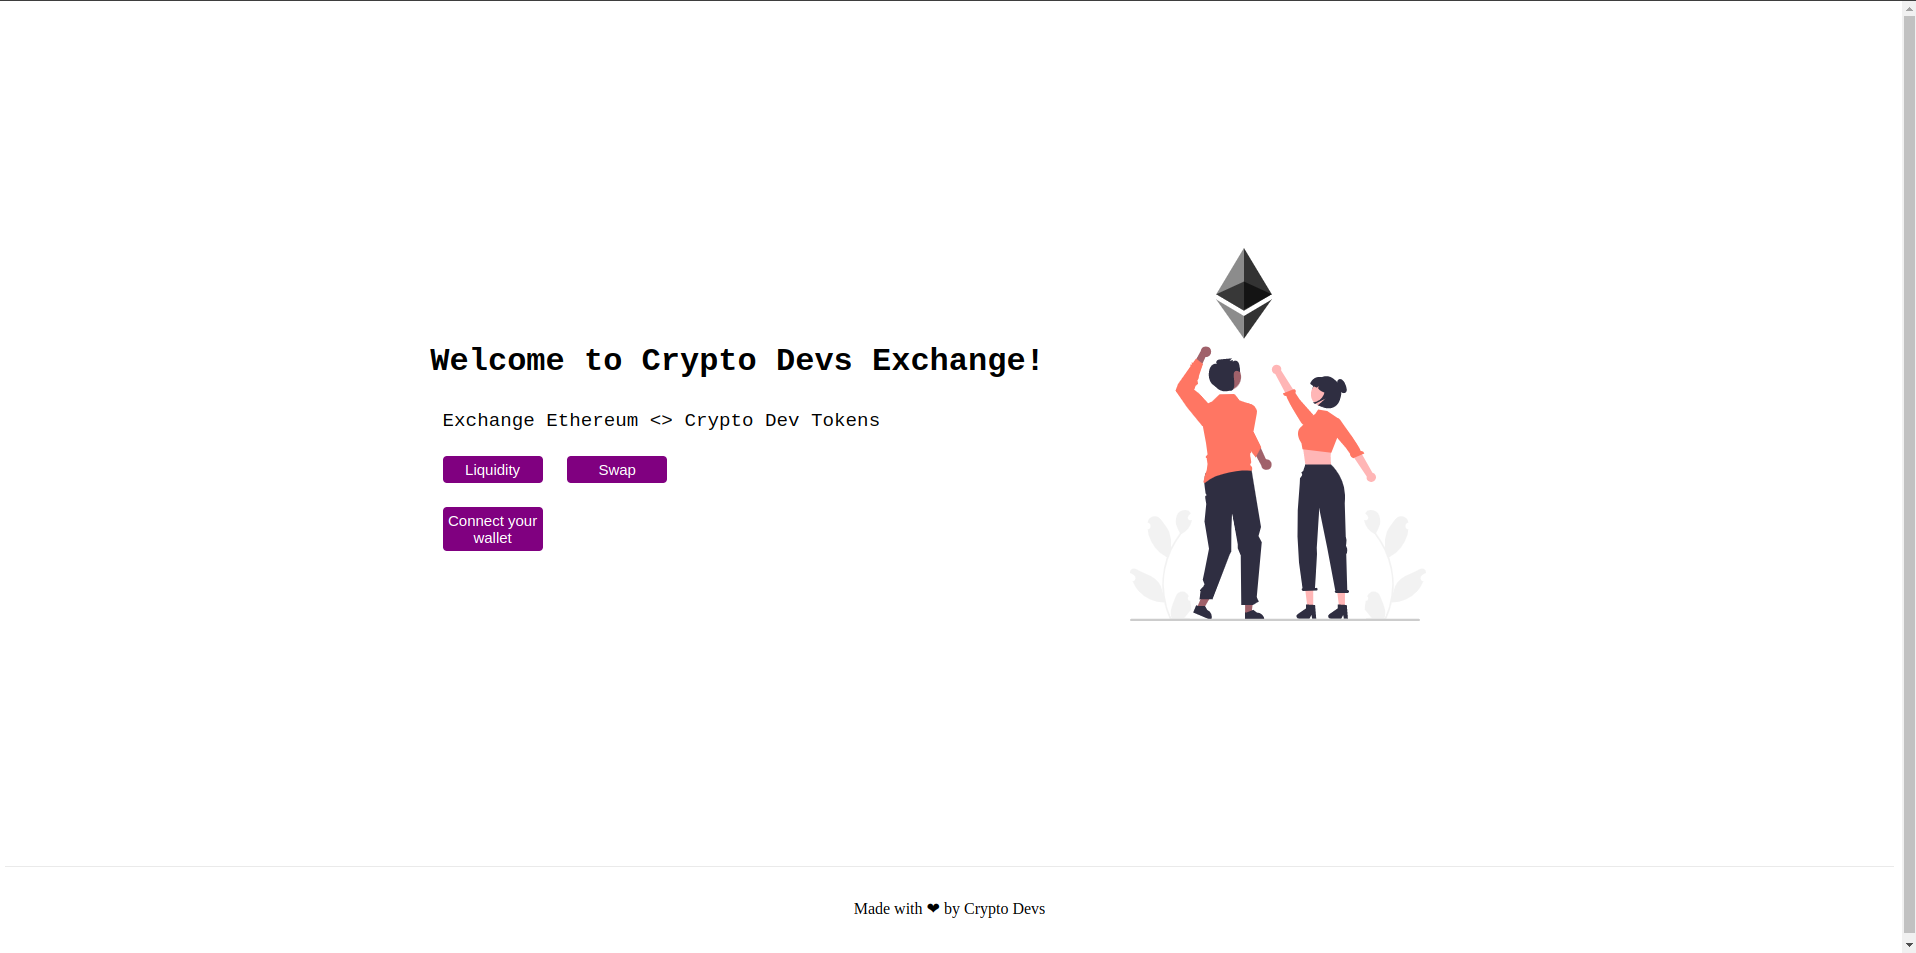 Welcome to Crypto Devs Exchange!
Exchange Ethereum <> Crypto Dev Tokens
Liquidity Swap
Connect your
wallet
Made with ❤ by Crypto Devs